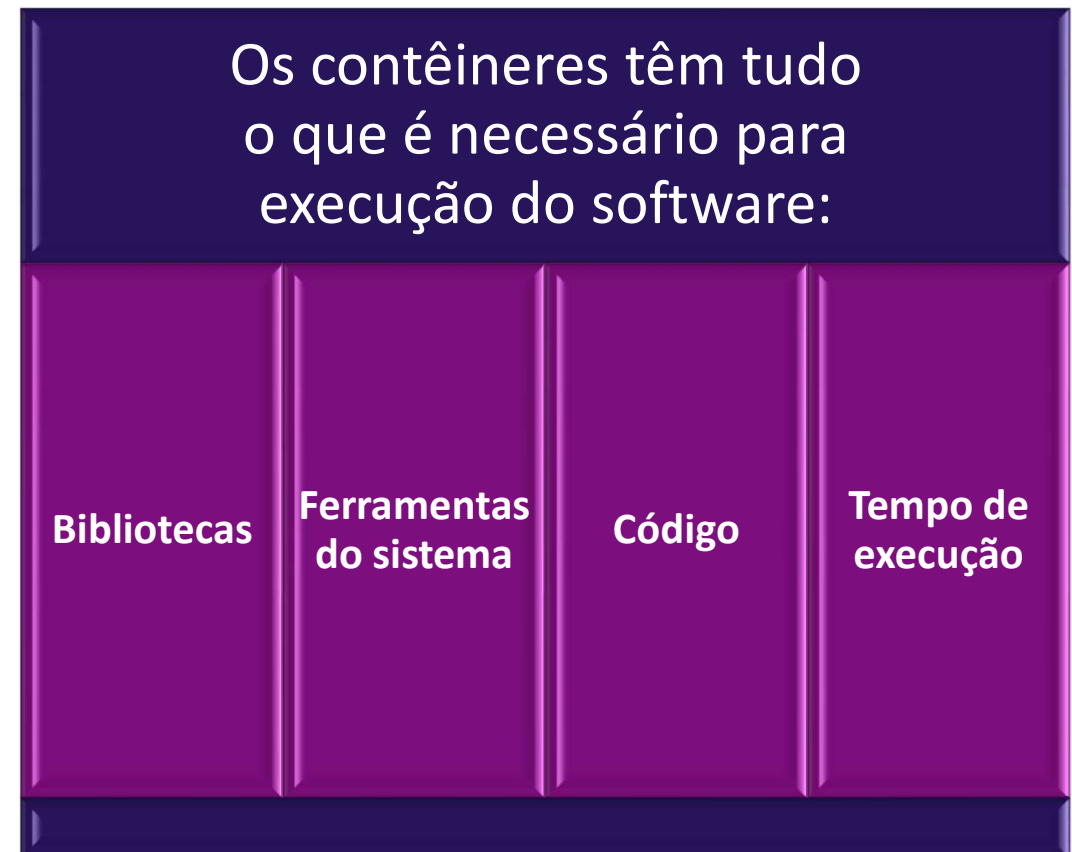 Os contêineres têm tudo
o que é necessário para
execução do software:
Bibliotecas
Ferramentas
do sistema
Código
Tempo de
execução